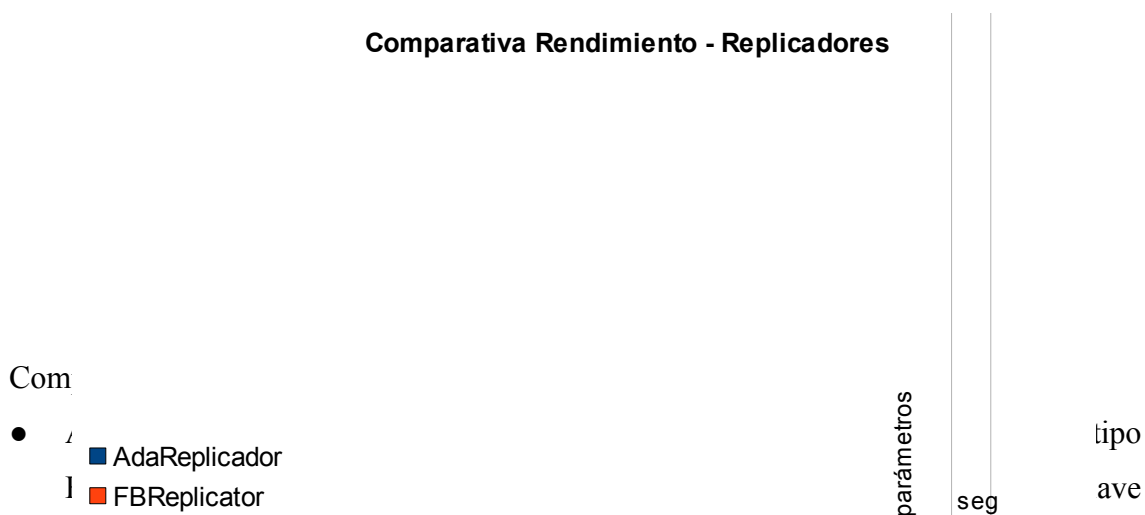 Comparativa Rendimiento - Replicadores
Com
● tipo
AdaReplicador
FBReplicator
ave
parámetros
seg